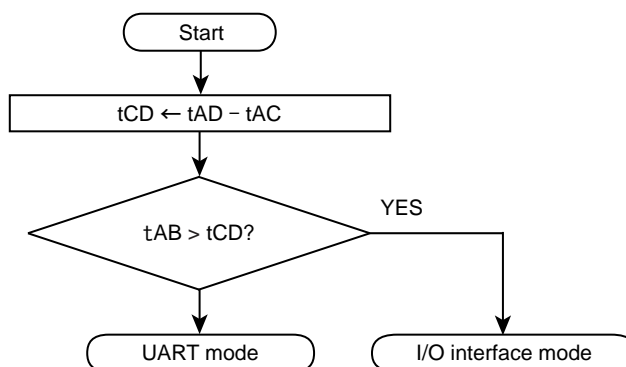 Start
tCD ← tAD − tAC
YES
tAB > tCD?
UART mode
I/O interface mode